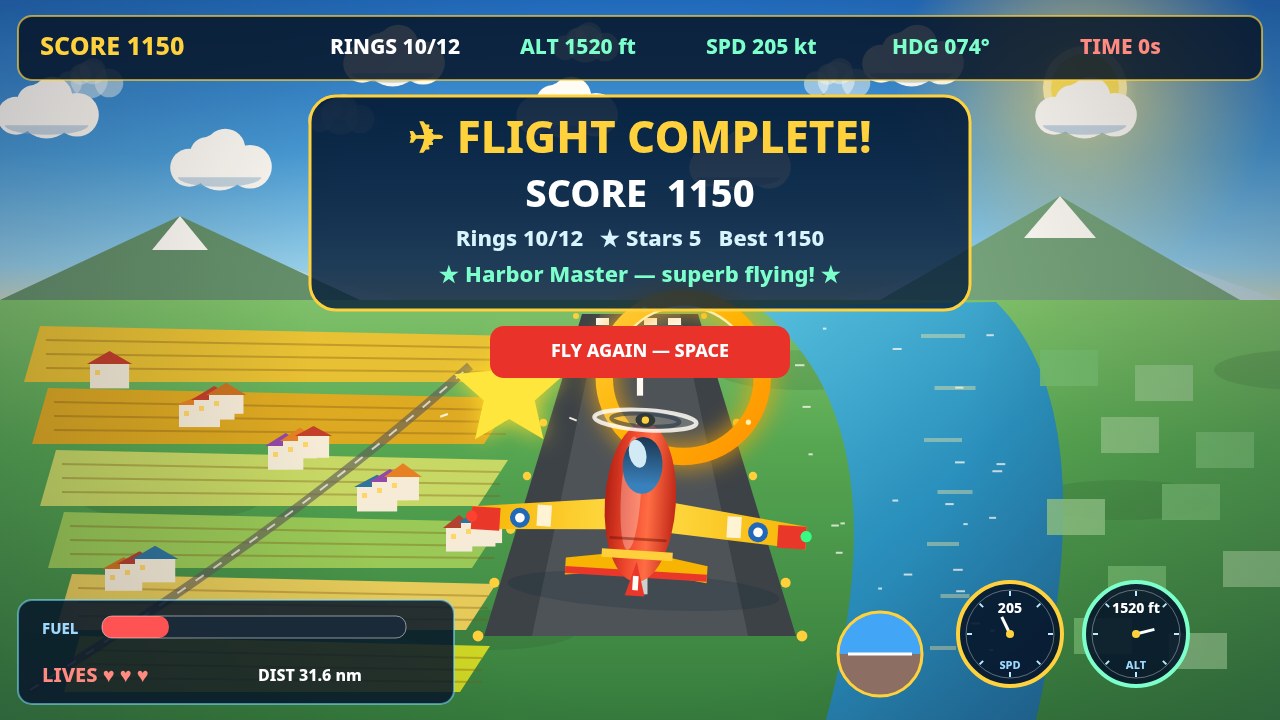 SCORE 1150 RINGS 10/12 ALT 1520 ft SPD 205 kt HDG 074° TIME 0s
✈ FLIGHT COMPLETE!
SCORE 1150
Rings 10/12 ★ Stars 5 Best 1150
★ Harbor Master — superb flying! ★
FLY AGAIN — SPACE
FUEL
LIVES ♥ ♥ ♥ DIST 31.6 nm
205
SPD
1520 ft
ALT